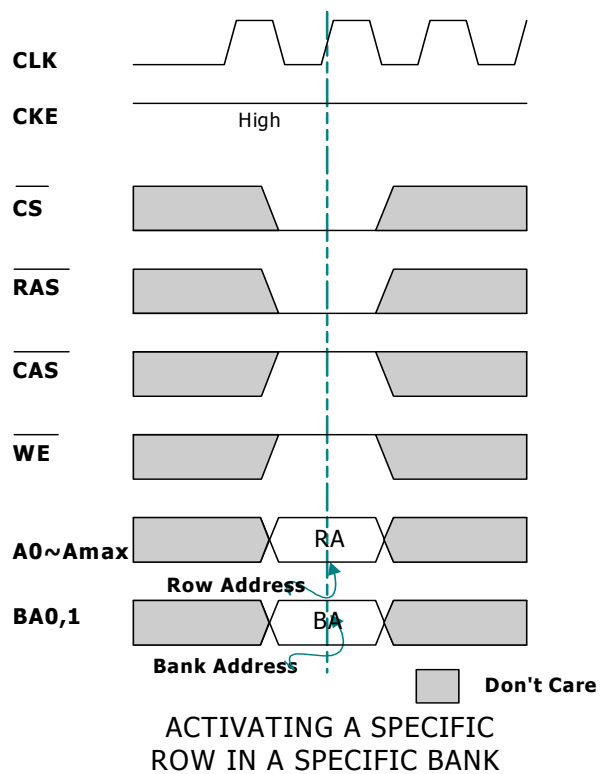 CLK
CKE
High
CS
RAS
CAS
WE
A0~Amax
RA
Row Address
BA0,1
BA
Bank Address
Don't Care
ACTIVATING A SPECIFIC
ROW IN A SPECIFIC BANK